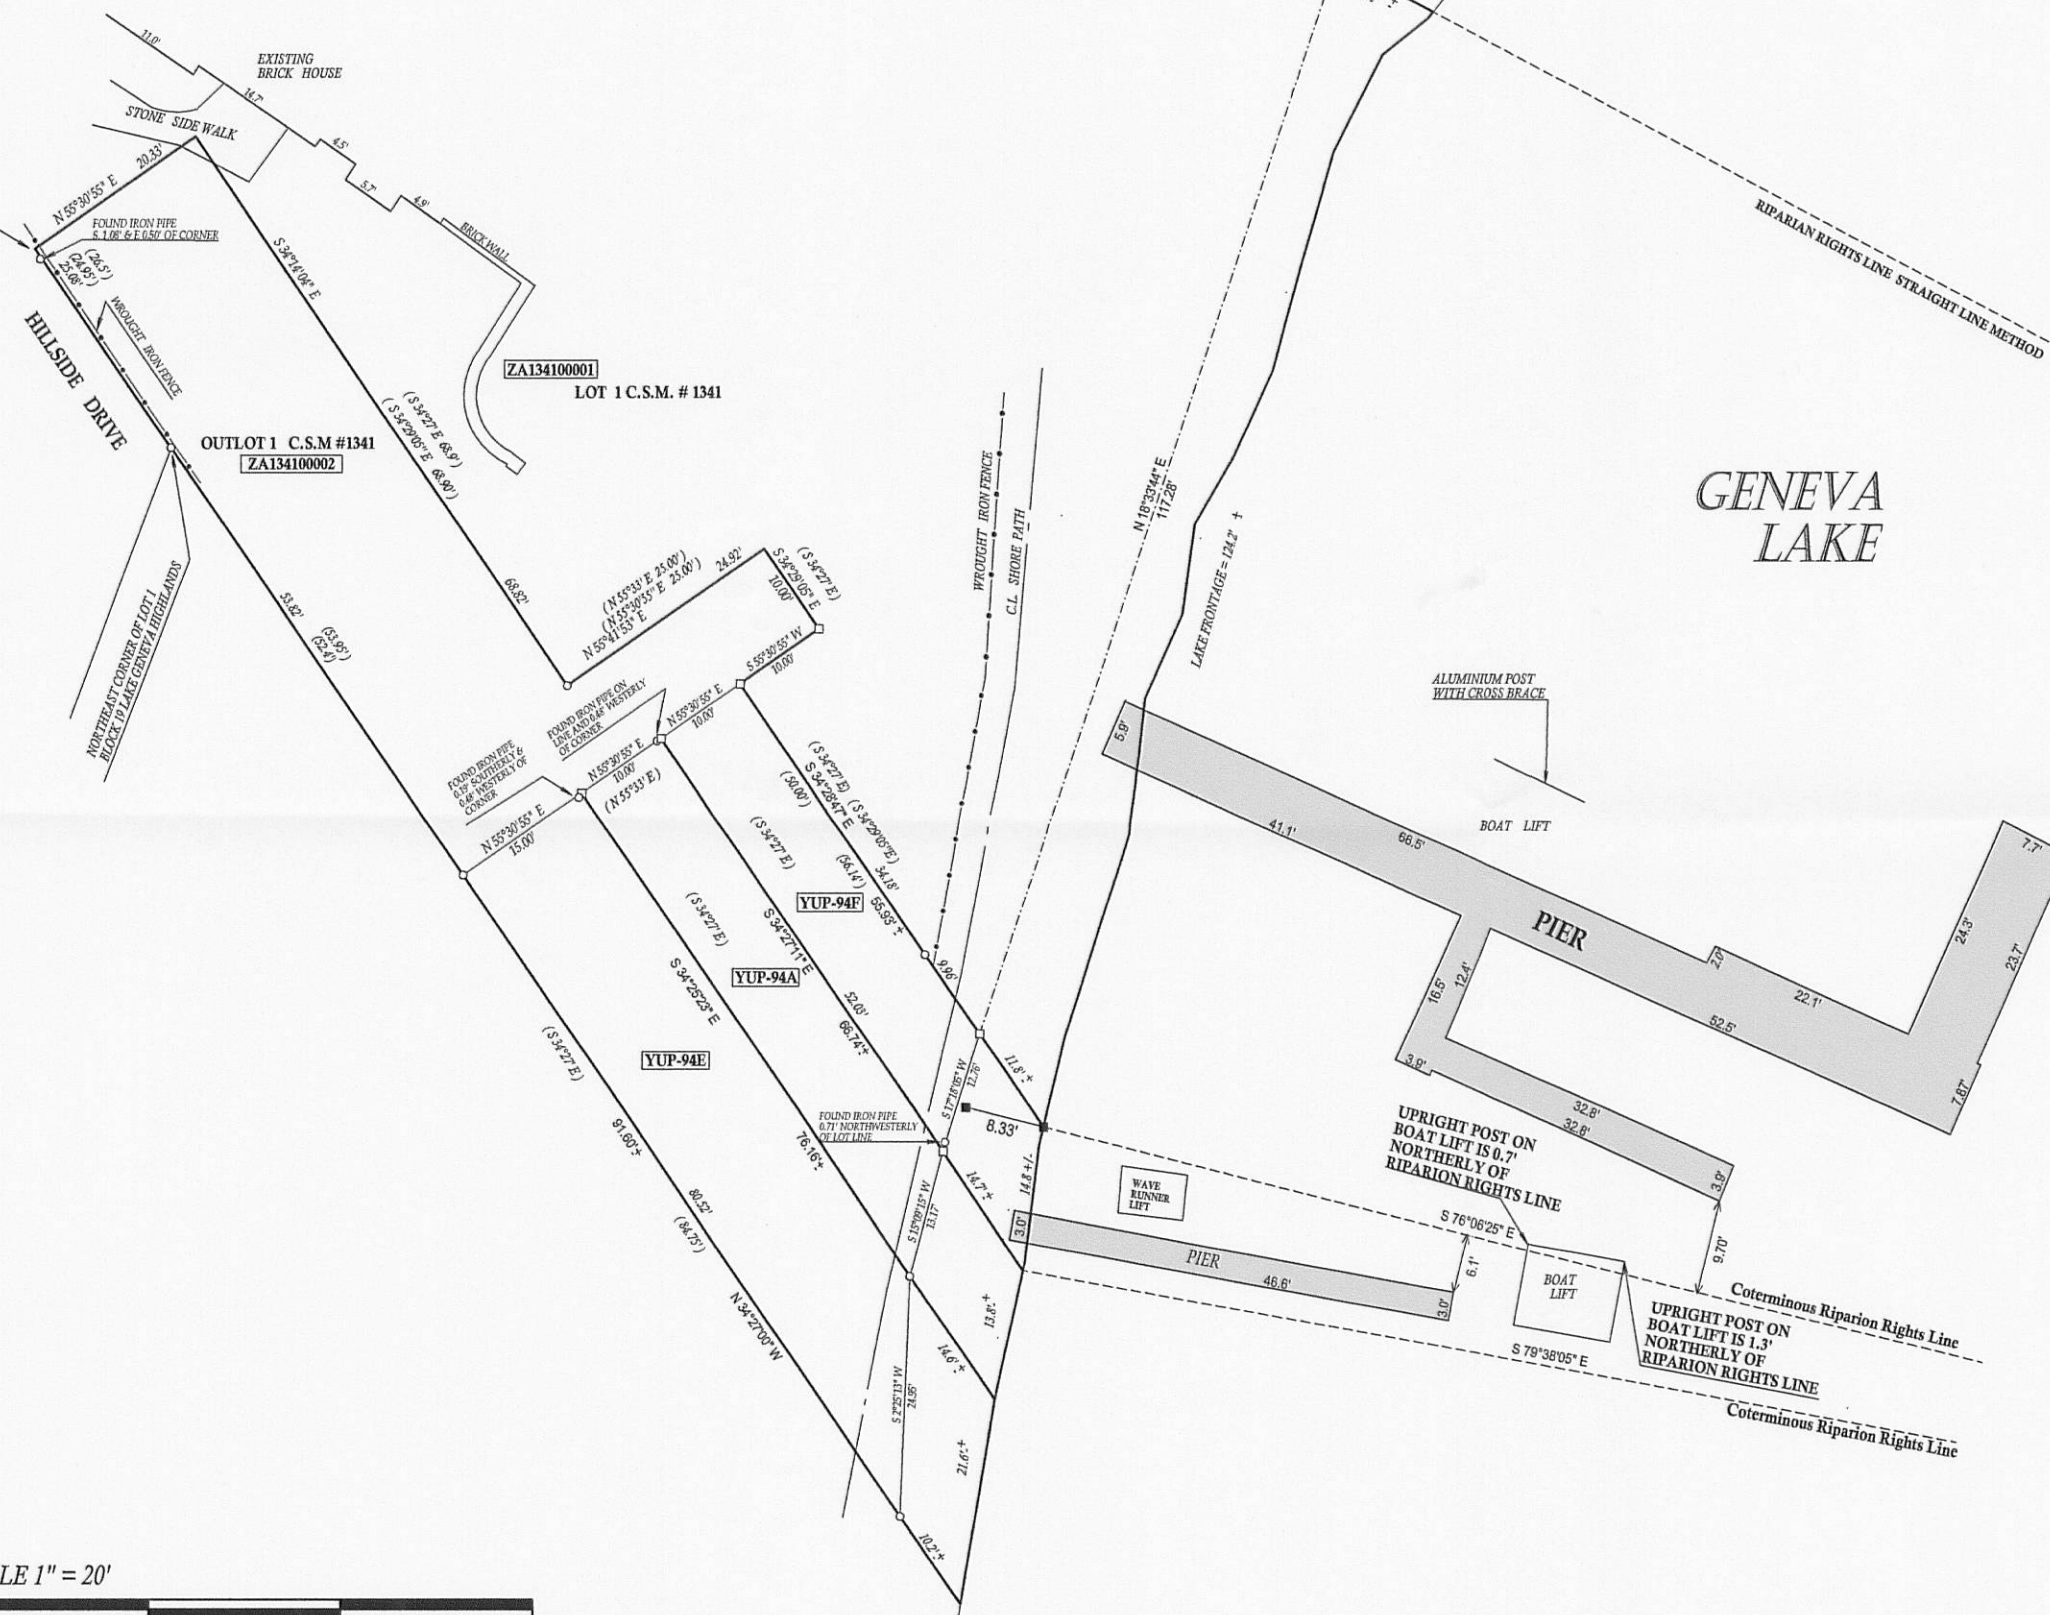 11.0'
EXISTING
BRICK HOUSE
14.7'
STONE SIDE WALK
4.5'
5.7'
4.9'
BRICK WALL
N 55°30'55" E
20.33'
FOUND IRON PIPE
S. 1.08' & E 0.50' OF CORNER
(26.5')
(24.95')
25.08'
WROUGHT IRON FENCE
HILLSIDE DRIVE
S 34°14'04" E
(S 34°27' E 68.9')
(S 34°29'05" E 68.90')
68.82'
ZA134100001
LOT 1 C.S.M. # 1341
OUTLOT 1 C.S.M #1341
ZA134100002
NORTHEAST CORNER OF LOT 1
BLOCK 19 LAKE GENEVA HIGHLANDS
53.82'
(53.95')
(52.4')
(N 55°33' E 25.00')
(N 55°30'55" E 25.00')
N 55°41'53" E
24.92'
(S 34°27' E)
S 34°29'05" E
10.00'
S 55°30'55" W
10.00'
N 55°30'55" E
10.00'
N 55°30'55" E
10.00'
(N 55°33' E)
N 55°30'55" E
15.00'
FOUND IRON PIPE ON
LINE AND 0.48' WESTERLY
OF CORNER
FOUND IRON PIPE
0.19' SOUTHERLY &
0.48' WESTERLY OF
CORNER
WROUGHT IRON FENCE
C.L. SHORE PATH
N 18°33'44" E
117.28'
LAKE FRONTAGE = 124.2' ±
RIPARIAN RIGHTS LINE STRAIGHT LINE METHOD
GENEVA
LAKE
ALUMINIUM POST
WITH CROSS BRACE
BOAT LIFT
5.9'
41.1'
66.5'
PIER
2.0'
22.1'
52.5'
24.3'
7.7'
23.7'
7.87'
16.5'
12.4'
3.9'
32.8'
32.8'
3.9'
9.70'
(S 34°27' E)
S 34°28'47" E
(50.00')
(S 34°29'05"E)
34.18'
(56.14')
55.93' ±
9.96'
11.8' ±
YUP-94F
(S 34°27' E)
S 34°27'11" E
52.03'
66.74'±
14.7' ±
YUP-94A
(S 34°27' E)
S 34°25'23" E
76.16'±
14.6' ±
YUP-94E
(S 34°27' E)
91.60'±
80.52'
(84.75')
N 34°27'00" W
10.2' ±
FOUND IRON PIPE
0.71' NORTHWESTERLY
OF LOT LINE
S 17°18'05" W
12.76'
S 15°09'15" W
13.17'
S 2°25'13" W
24.95'
8.33'
14.8 +/-
13.8' ±
21.6' ±
WAVE
RUNNER
LIFT
3.0'
PIER
46.6'
3.0'
6.1'
S 76°06'25" E
UPRIGHT POST ON
BOAT LIFT IS 0.7'
NORTHERLY OF
RIPARION RIGHTS LINE
BOAT
LIFT
S 79°38'05" E
Coterminous Riparion Rights Line
UPRIGHT POST ON
BOAT LIFT IS 1.3'
NORTHERLY OF
RIPARION RIGHTS LINE
Coterminous Riparion Rights Line
LE 1" = 20'